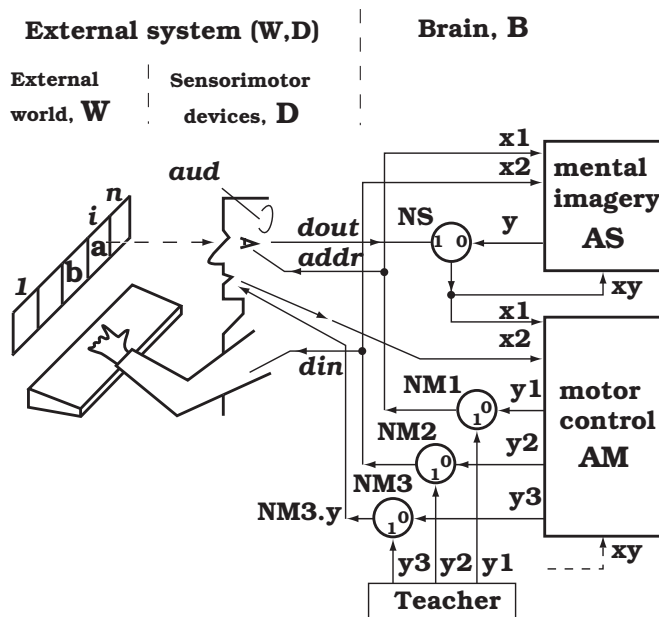 External system (W,D)
Brain, B
External
world, W
Sensorimotor
devices, D
aud
n
i
a
b
1
A
dout
addr
din
NS
1 0
y
x1
x2
mental
imagery
AS
xy
x1
x2
motor
control
AM
xy
NM1
1 0
y1
NM2
1 0
y2
NM3
1 0
y3
NM3.y
y3 y2 y1
Teacher